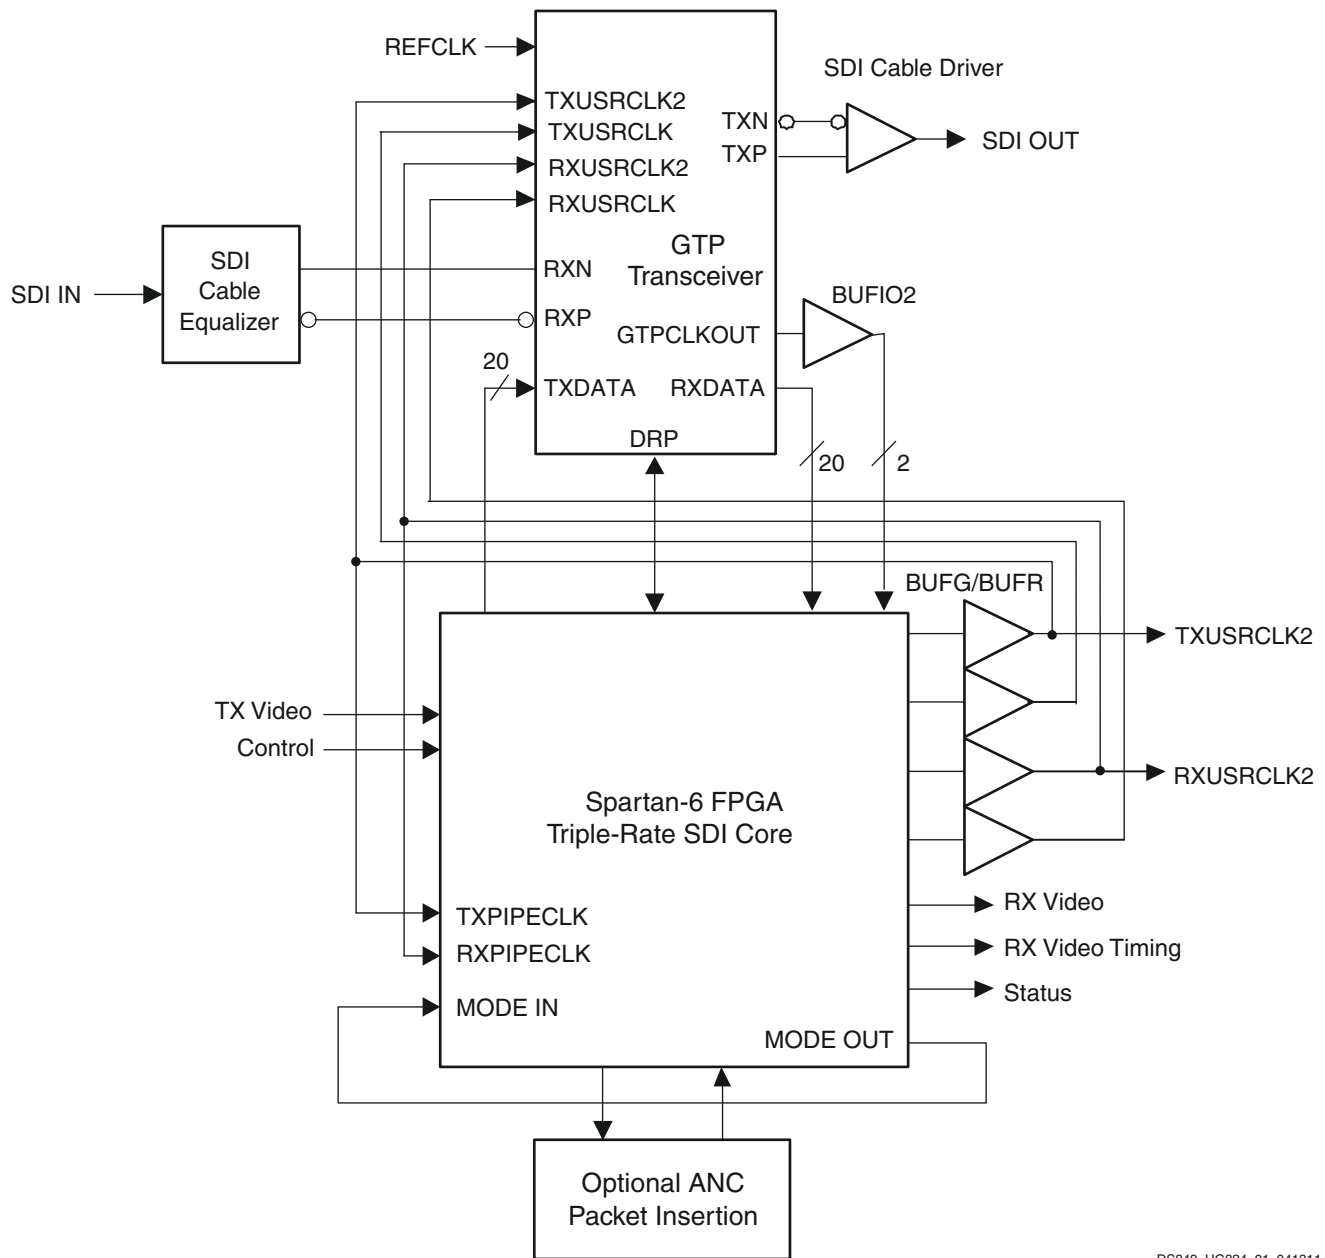 REFCLK
SDI Cable Driver
TXUSRCLK2
TXN
TXUSRCLK
SDI OUT
TXP
RXUSRCLK2
RXUSRCLK
GTP
Transceiver
SDI
Cable
Equalizer
RXN
SDI IN
BUFIO2
RXP
GTPCLKOUT
20
TXDATA
RXDATA
DRP
20
2
BUFG/BUFR
TXUSRCLK2
TX Video
Control
RXUSRCLK2
Spartan-6 FPGA
Triple-Rate SDI Core
RX Video
TXPIPECLK
RXPIPECLK
RX Video Timing
Status
MODE IN
MODE OUT
Optional ANC
Packet Insertion